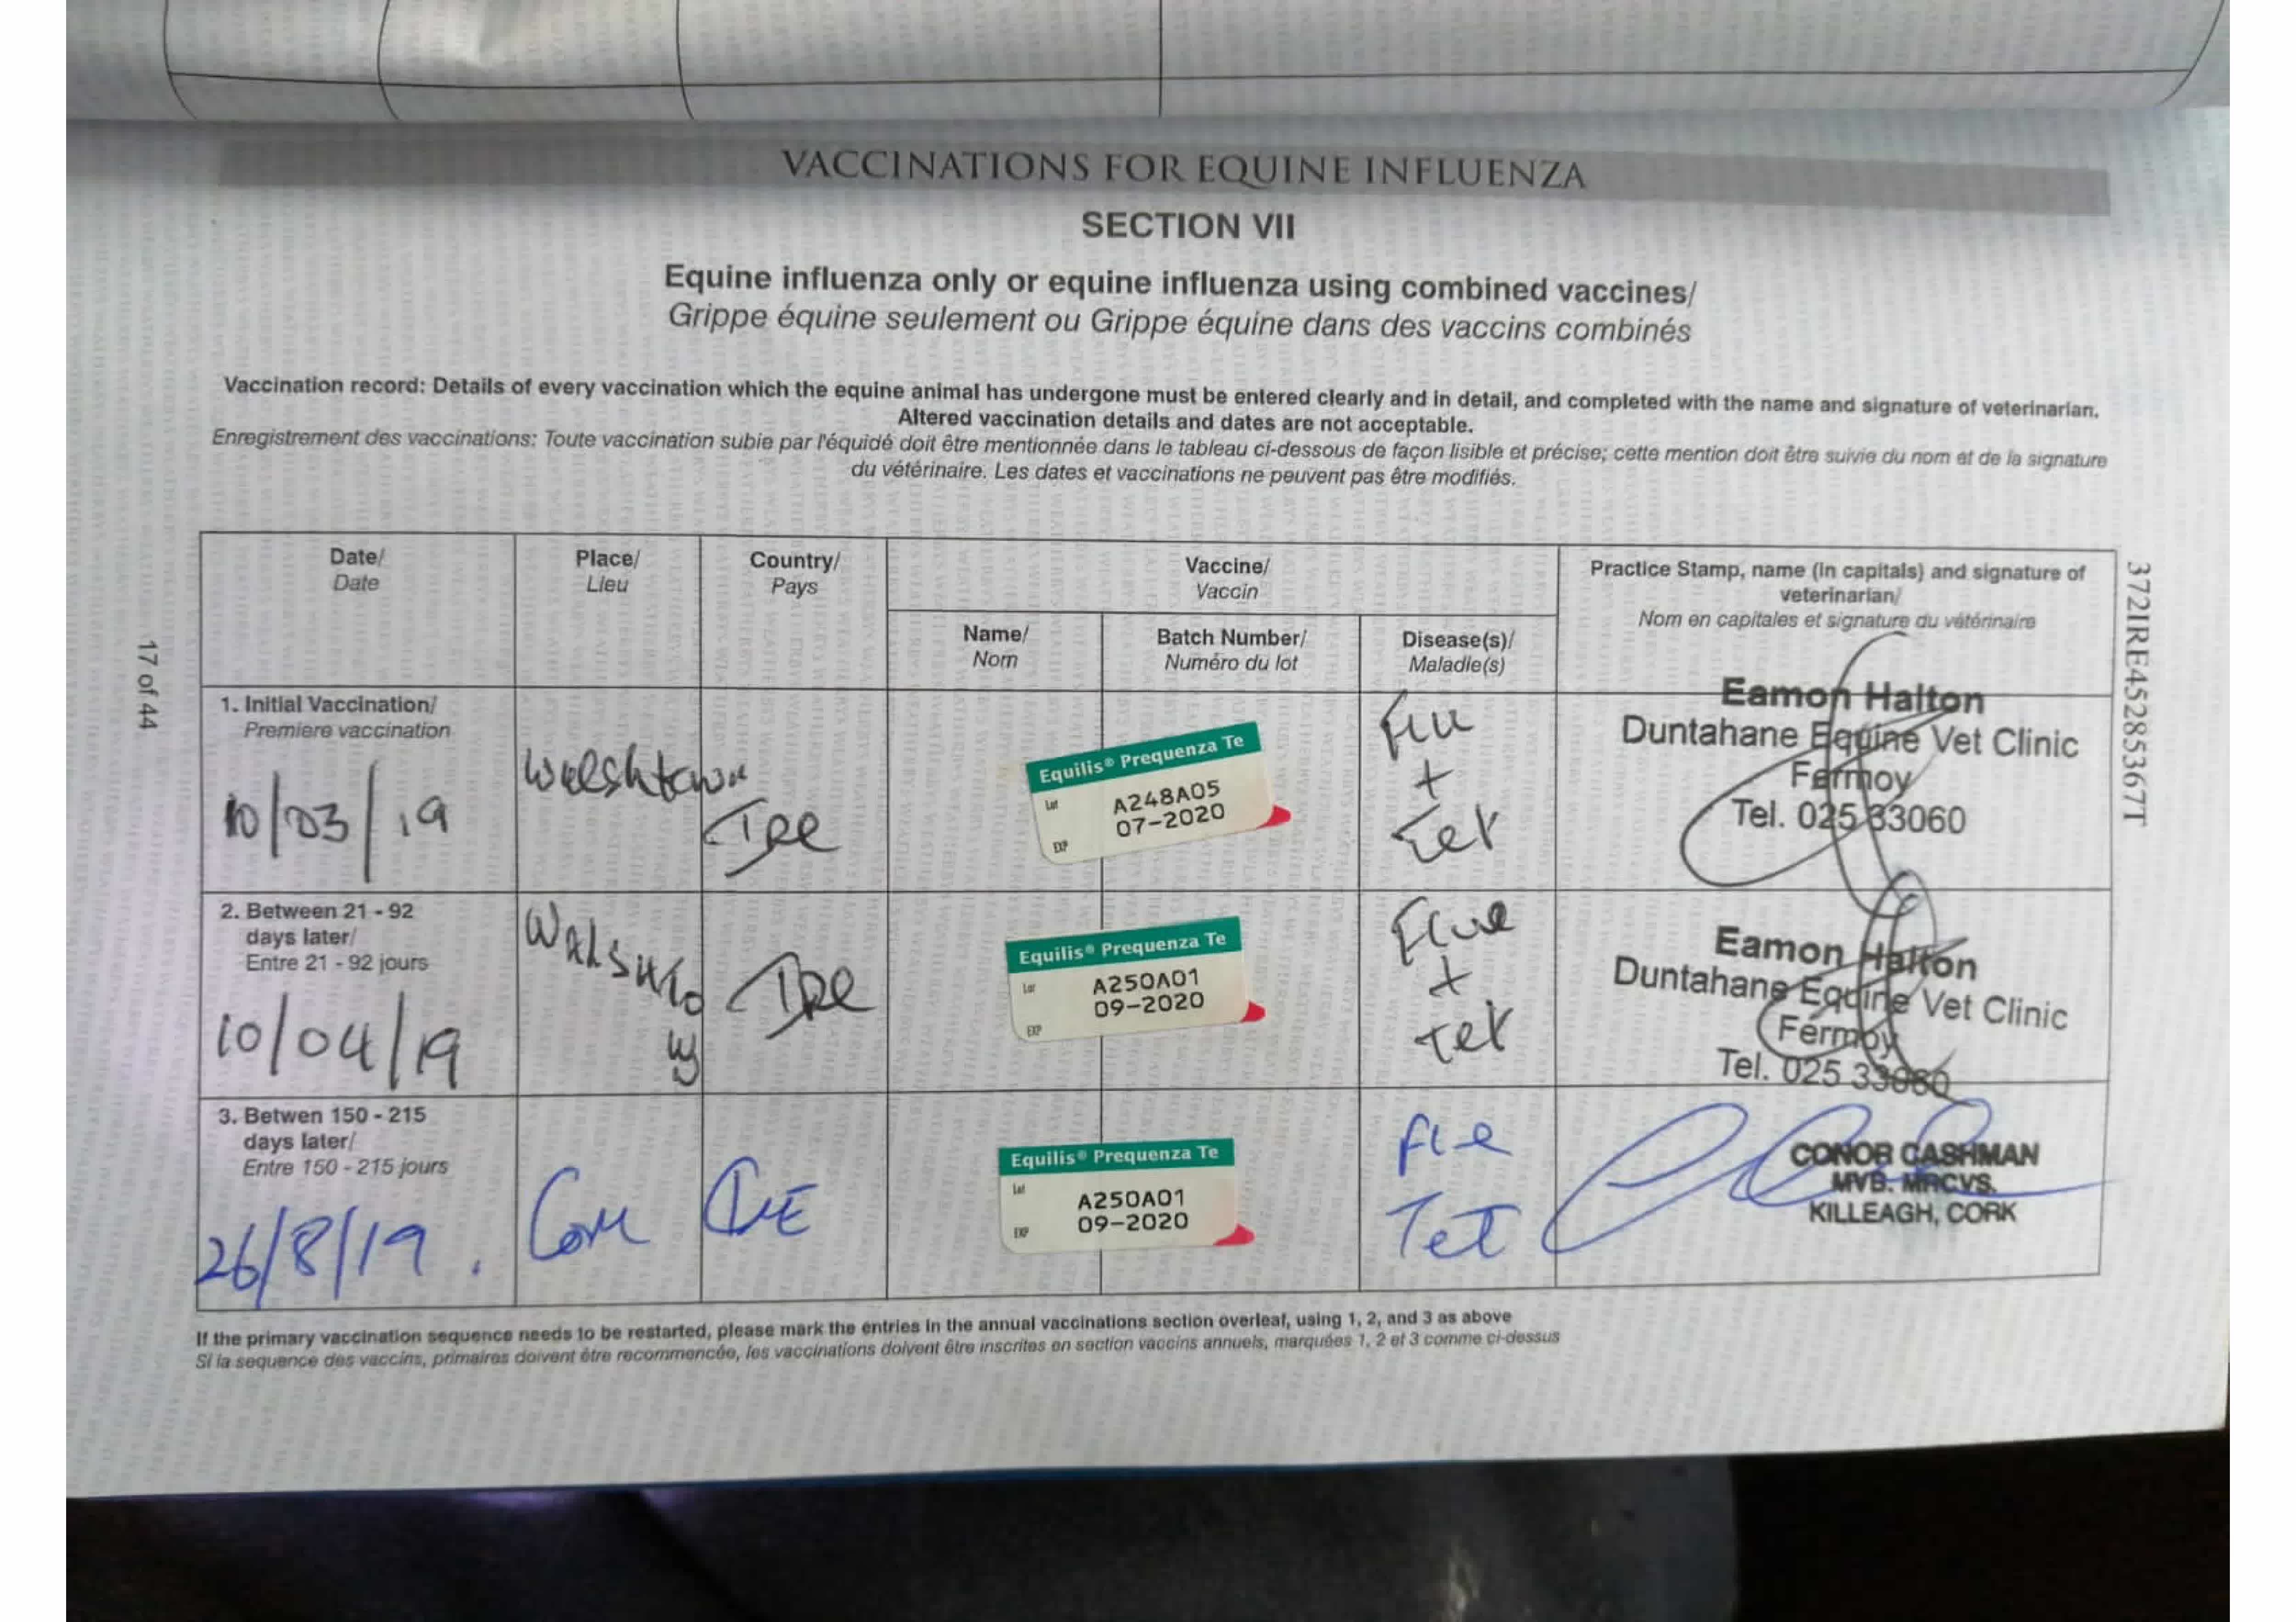 VACCINATIONS FOR EQUINE INFLUENZA
SECTION VII
Equine influenza only or equine influenza using combined vaccines/
Grippe équine seulement ou Grippe équine dans des vaccins combinés
Vaccination record: Details of every vaccination which the equine animal has undergone must be entered clearly and in detail, and completed with the name and signature of veterinarian.
Altered vaccination details and dates are not acceptable.
Enregistrement des vaccinations: Toute vaccination subie par l'équidé doit être mentionnée dans le tableau ci-dessous de façon lisible et précise; cette mention doit être suivie du nom et de la signature
du vétérinaire. Les dates et vaccinations ne peuvent pas être modifiés.
Date/
Date
Place/
Lieu
Country/
Pays
Vaccine/
Vaccin
Practice Stamp, name (in capitals) and signature of
veterinarian/
Nom en capitales et signature du vétérinaire
Name/
Nom
Batch Number/
Numéro du lot
Disease(s)/
Maladie(s)
1. Initial Vaccination/
Premiere vaccination
10/03/19
Walshtown
Ire
Equilis® Prequenza Te
Lot
A248A05
07-2020
EXP
Flu
+
Tet
Eamon Halton
Duntahane Equine Vet Clinic
Fermoy
Tel. 025 33060
2. Between 21 - 92
days later/
Entre 21 - 92 jours
10/04/19
Ire
Equilis® Prequenza Te
Lot
A250A01
09-2020
EXP
Flue
+
Tet
Eamon Halton
Duntahane Equine Vet Clinic
Fermoy
Tel. 025 33060
3. Betwen 150 - 215
days later/
Entre 150 - 215 jours
26/8/19.
IRE
Equilis® Prequenza Te
Lot
A250A01
EXP
09-2020
Tet
CONOR CASHMAN
MVB. MRCVS.
KILLEAGH, CORK
If the primary vaccination sequence needs to be restarted, please mark the entries in the annual vaccinations section overleaf, using 1, 2, and 3 as above
Si la sequence des vaccins, primaires doivent être recommencée, les vaccinations doivent être inscrites en section vaccins annuels, marquées 1, 2 et 3 comme ci-dessus
17 of 44
372IRE45285367T